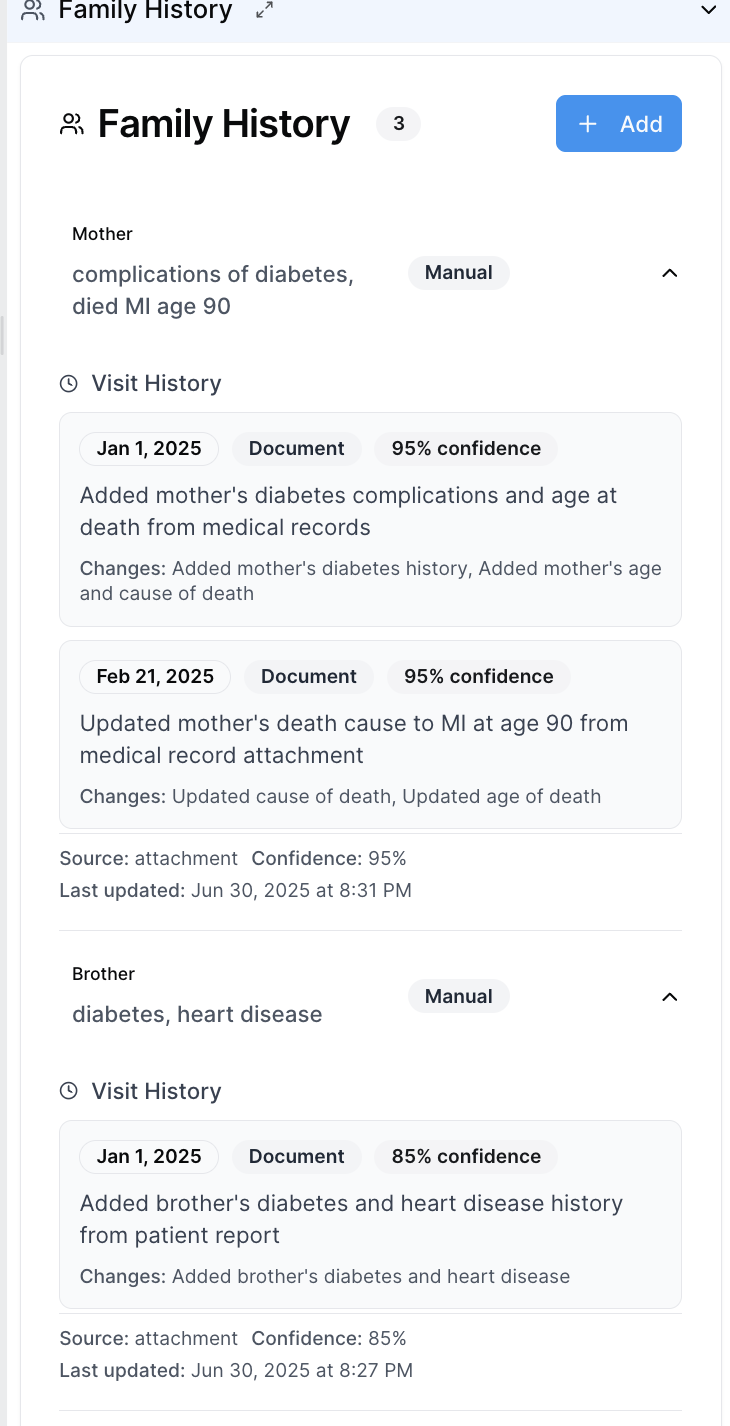 Family History
Family History 3 + Add
Mother
complications of diabetes,
died MI age 90
Manual
Visit History
Jan 1, 2025 Document 95% confidence
Added mother's diabetes complications and age at
death from medical records
Changes: Added mother's diabetes history, Added mother's age
and cause of death
Feb 21, 2025 Document 95% confidence
Updated mother's death cause to MI at age 90 from
medical record attachment
Changes: Updated cause of death, Updated age of death
Source: attachment Confidence: 95%
Last updated: Jun 30, 2025 at 8:31 PM
Brother
diabetes, heart disease
Manual
Visit History
Jan 1, 2025 Document 85% confidence
Added brother's diabetes and heart disease history
from patient report
Changes: Added brother's diabetes and heart disease
Source: attachment Confidence: 85%
Last updated: Jun 30, 2025 at 8:27 PM